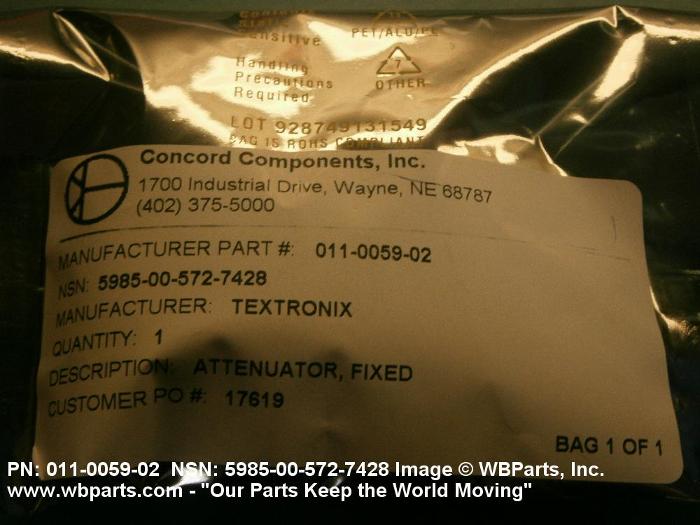 Sensitive
PET/ALU/PE
Handling
Precautions
Required
7
OTHER
LOT 928749131549
BAG IS ROHS COMPLIANT
Concord Components, Inc.
1700 Industrial Drive, Wayne, NE 68787
(402) 375-5000
MANUFACTURER PART #: 011-0059-02
NSN: 5985-00-572-7428
MANUFACTURER: TEXTRONIX
QUANTITY: 1
DESCRIPTION: ATTENUATOR, FIXED
CUSTOMER PO #: 17619
BAG 1 OF 1
PN: 011-0059-02 NSN: 5985-00-572-7428 Image © WBParts, Inc.
www.wbparts.com - "Our Parts Keep the World Moving"